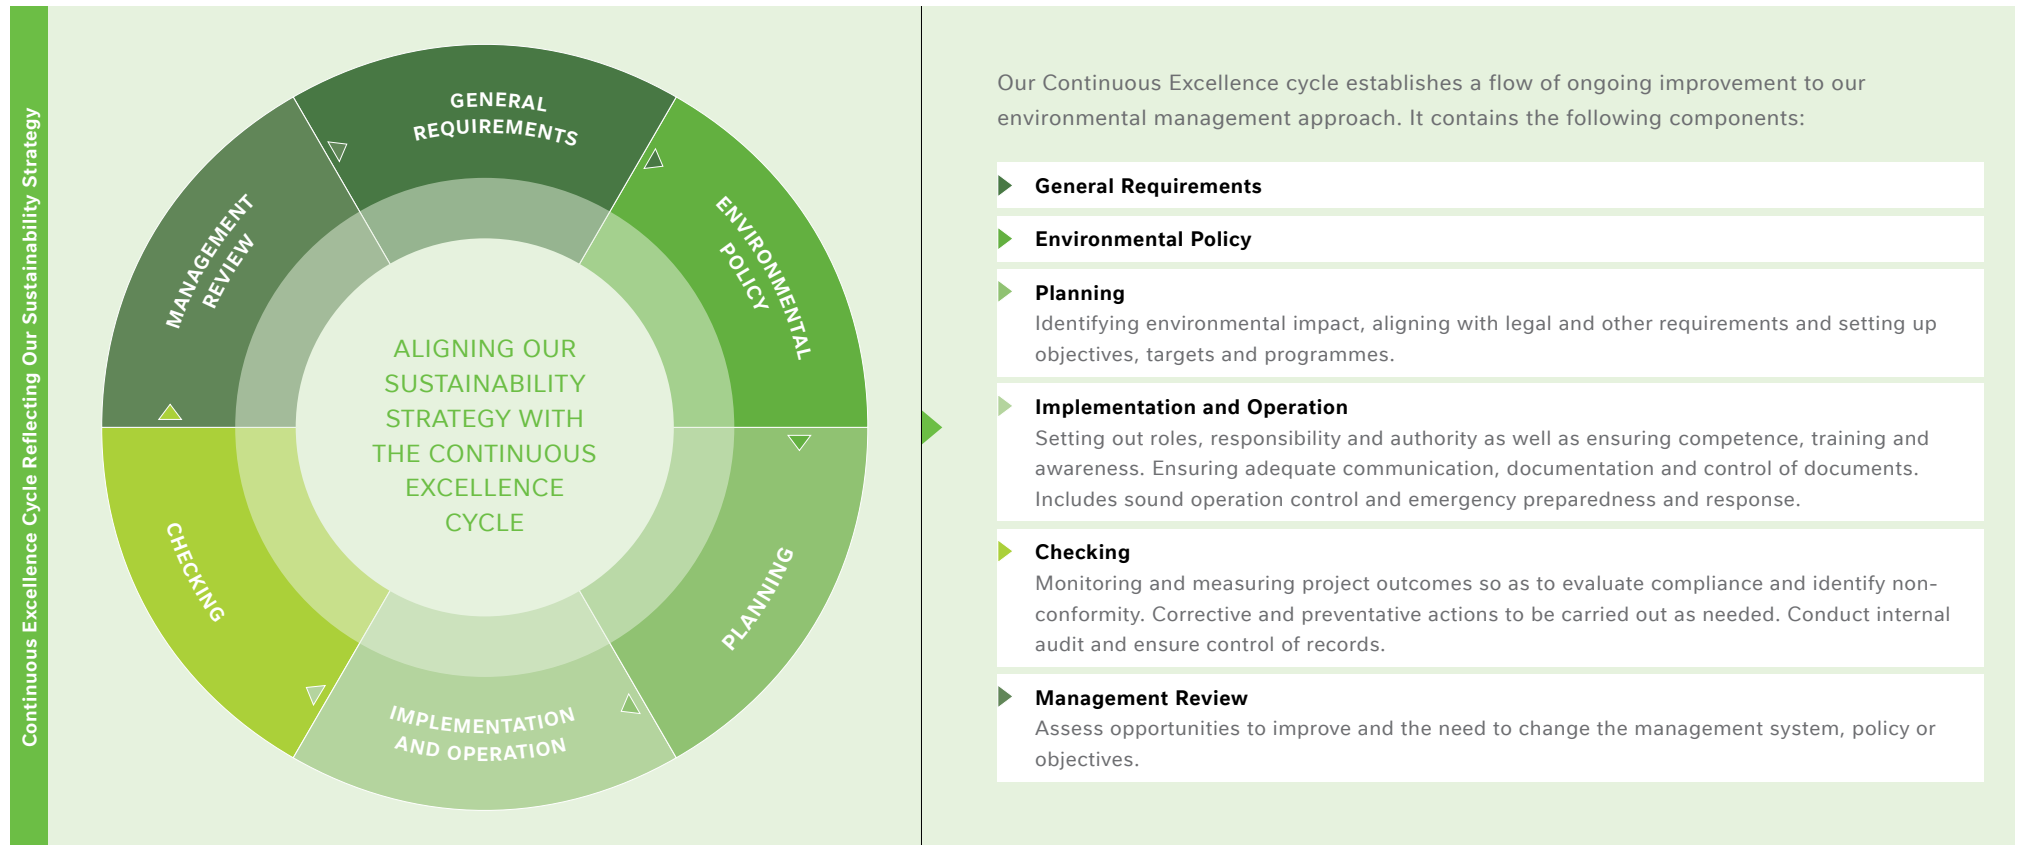 Continuous Excellence Cycle Reflecting Our Sustainability Strategy
GENERAL
REQUIREMENTS
ENVIRONMENTAL
POLICY
PLANNING
IMPLEMENTATION
AND OPERATION
CHECKING
MANAGEMENT
REVIEW
ALIGNING OUR
SUSTAINABILITY
STRATEGY WITH
THE CONTINUOUS
EXCELLENCE
CYCLE
Our Continuous Excellence cycle establishes a flow of ongoing improvement to our
environmental management approach. It contains the following components:
General Requirements
Environmental Policy
Planning
Identifying environmental impact, aligning with legal and other requirements and setting up
objectives, targets and programmes.
Implementation and Operation
Setting out roles, responsibility and authority as well as ensuring competence, training and
awareness. Ensuring adequate communication, documentation and control of documents.
Includes sound operation control and emergency preparedness and response.
Checking
Monitoring and measuring project outcomes so as to evaluate compliance and identify non-
conformity. Corrective and preventative actions to be carried out as needed. Conduct internal
audit and ensure control of records.
Management Review
Assess opportunities to improve and the need to change the management system, policy or
objectives.